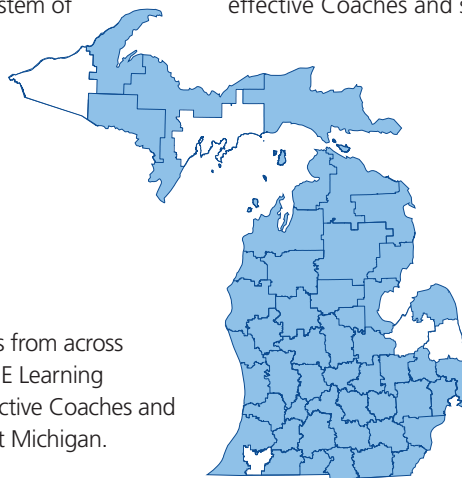 stem of
effective Coaches and s
s from across
E Learning
ctive Coaches and
t Michigan.